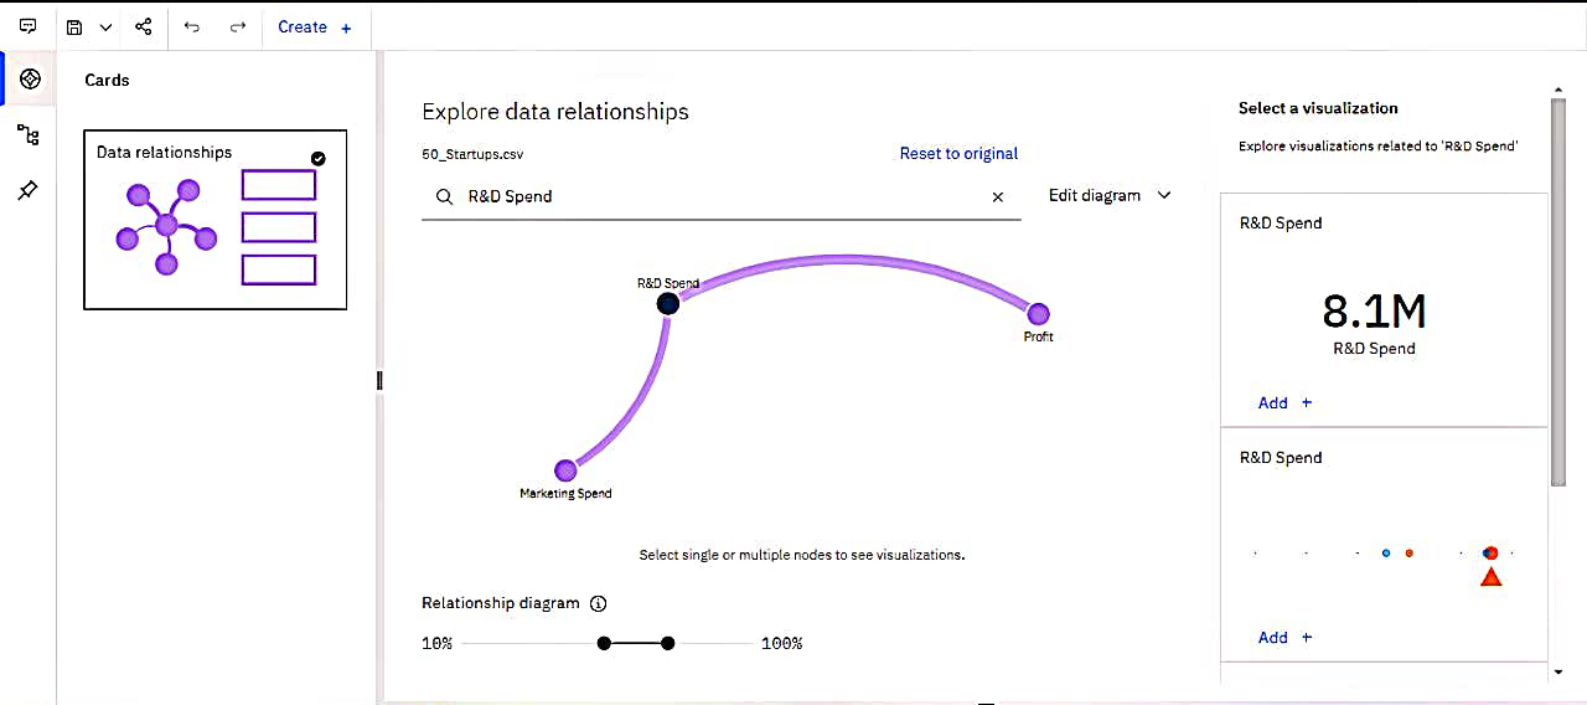 Create +
Cards
Data relationships
Explore data relationships
50_Startups.csv
Reset to original
R&D Spend
Edit diagram
R&D Spend
Profit
Marketing Spend
Select single or multiple nodes to see visualizations.
Relationship diagram
10%
100%
Select a visualization
Explore visualizations related to 'R&D Spend'
R&D Spend
8.1M
R&D Spend
Add +
R&D Spend
Add +